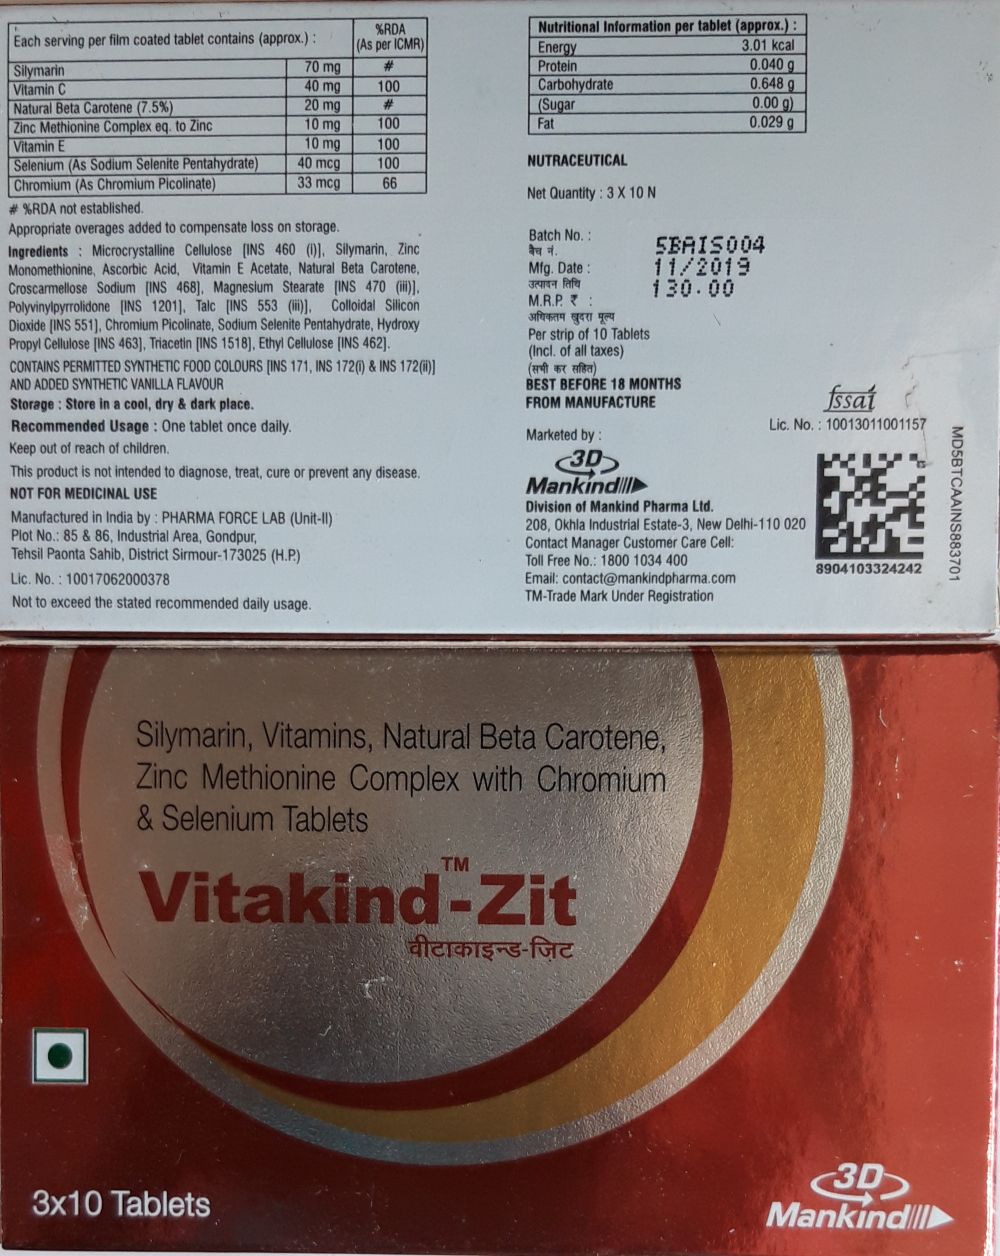 Each serving per film coated tablet contains (approx.) : %RDA (As per ICMR)
Silymarin 70 mg #
Vitamin C 40 mg 100
Natural Beta Carotene (7.5%) 20 mg #
Zinc Methionine Complex eq. to Zinc 10 mg 100
Vitamin E 10 mg 100
Selenium (As Sodium Selenite Pentahydrate) 40 mcg 100
Chromium (As Chromium Picolinate) 33 mcg 66
# %RDA not established.
Appropriate overages added to compensate loss on storage.
Ingredients : Microcrystalline Cellulose [INS 460 (i)], Silymarin, Zinc
Monomethionine, Ascorbic Acid, Vitamin E Acetate, Natural Beta Carotene,
Croscarmellose Sodium [INS 468], Magnesium Stearate [INS 470 (iii)],
Polyvinylpyrrolidone [INS 1201], Talc [INS 553 (iii)], Colloidal Silicon
Dioxide [INS 551], Chromium Picolinate, Sodium Selenite Pentahydrate, Hydroxy
Propyl Cellulose [INS 463], Triacetin [INS 1518], Ethyl Cellulose [INS 462].
CONTAINS PERMITTED SYNTHETIC FOOD COLOURS [INS 171, INS 172(i) & INS 172(ii)]
AND ADDED SYNTHETIC VANILLA FLAVOUR
Storage : Store in a cool, dry & dark place.
Recommended Usage : One tablet once daily.
Keep out of reach of children.
This product is not intended to diagnose, treat, cure or prevent any disease.
NOT FOR MEDICINAL USE
Manufactured in India by : PHARMA FORCE LAB (Unit-II)
Plot No.: 85 & 86, Industrial Area, Gondpur,
Tehsil Paonta Sahib, District Sirmour-173025 (H.P.)
Lic. No. : 10017062000378
Not to exceed the stated recommended daily usage.
Nutritional Information per tablet (approx.) :
Energy 3.01 kcal
Protein 0.040 g
Carbohydrate 0.648 g
(Sugar 0.00 g)
Fat 0.029 g
NUTRACEUTICAL
Net Quantity : 3 X 10 N
Batch No. : 5BAIS004
बैच नं.
Mfg. Date : 11/2019
उत्पादन तिथि
M.R.P. ₹ : 130.00
अधिकतम खुदरा मूल्य
Per strip of 10 Tablets
(Incl. of all taxes)
(सभी कर सहित)
BEST BEFORE 18 MONTHS
FROM MANUFACTURE
fssai
Lic. No. : 10013011001157
Marketed by :
3D
Mankind
Division of Mankind Pharma Ltd.
208, Okhla Industrial Estate-3, New Delhi-110 020
Contact Manager Customer Care Cell:
Toll Free No.: 1800 1034 400
Email: contact@mankindpharma.com
TM-Trade Mark Under Registration
8904103324242
MD5BTCAAINS883701
Silymarin, Vitamins, Natural Beta Carotene,
Zinc Methionine Complex with Chromium
& Selenium Tablets
Vitakind™-Zit
वीटाकाइन्ड-ज़िट
3x10 Tablets
3D
Mankind